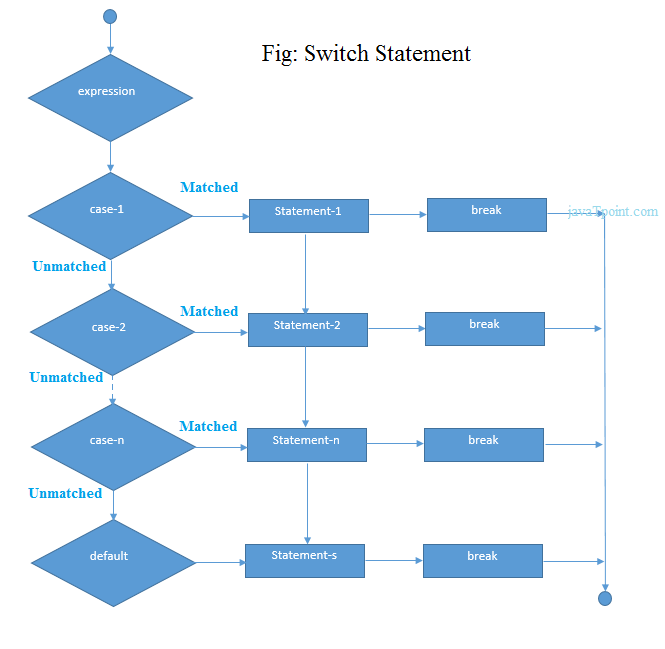 Fig: Switch Statement
expression
Matched
case-1
Statement-1
break
javaTpoint.com
Unmatched
Matched
case-2
Statement-2
break
Unmatched
Matched
case-n
Statement-n
break
Unmatched
default
Statement-s
break